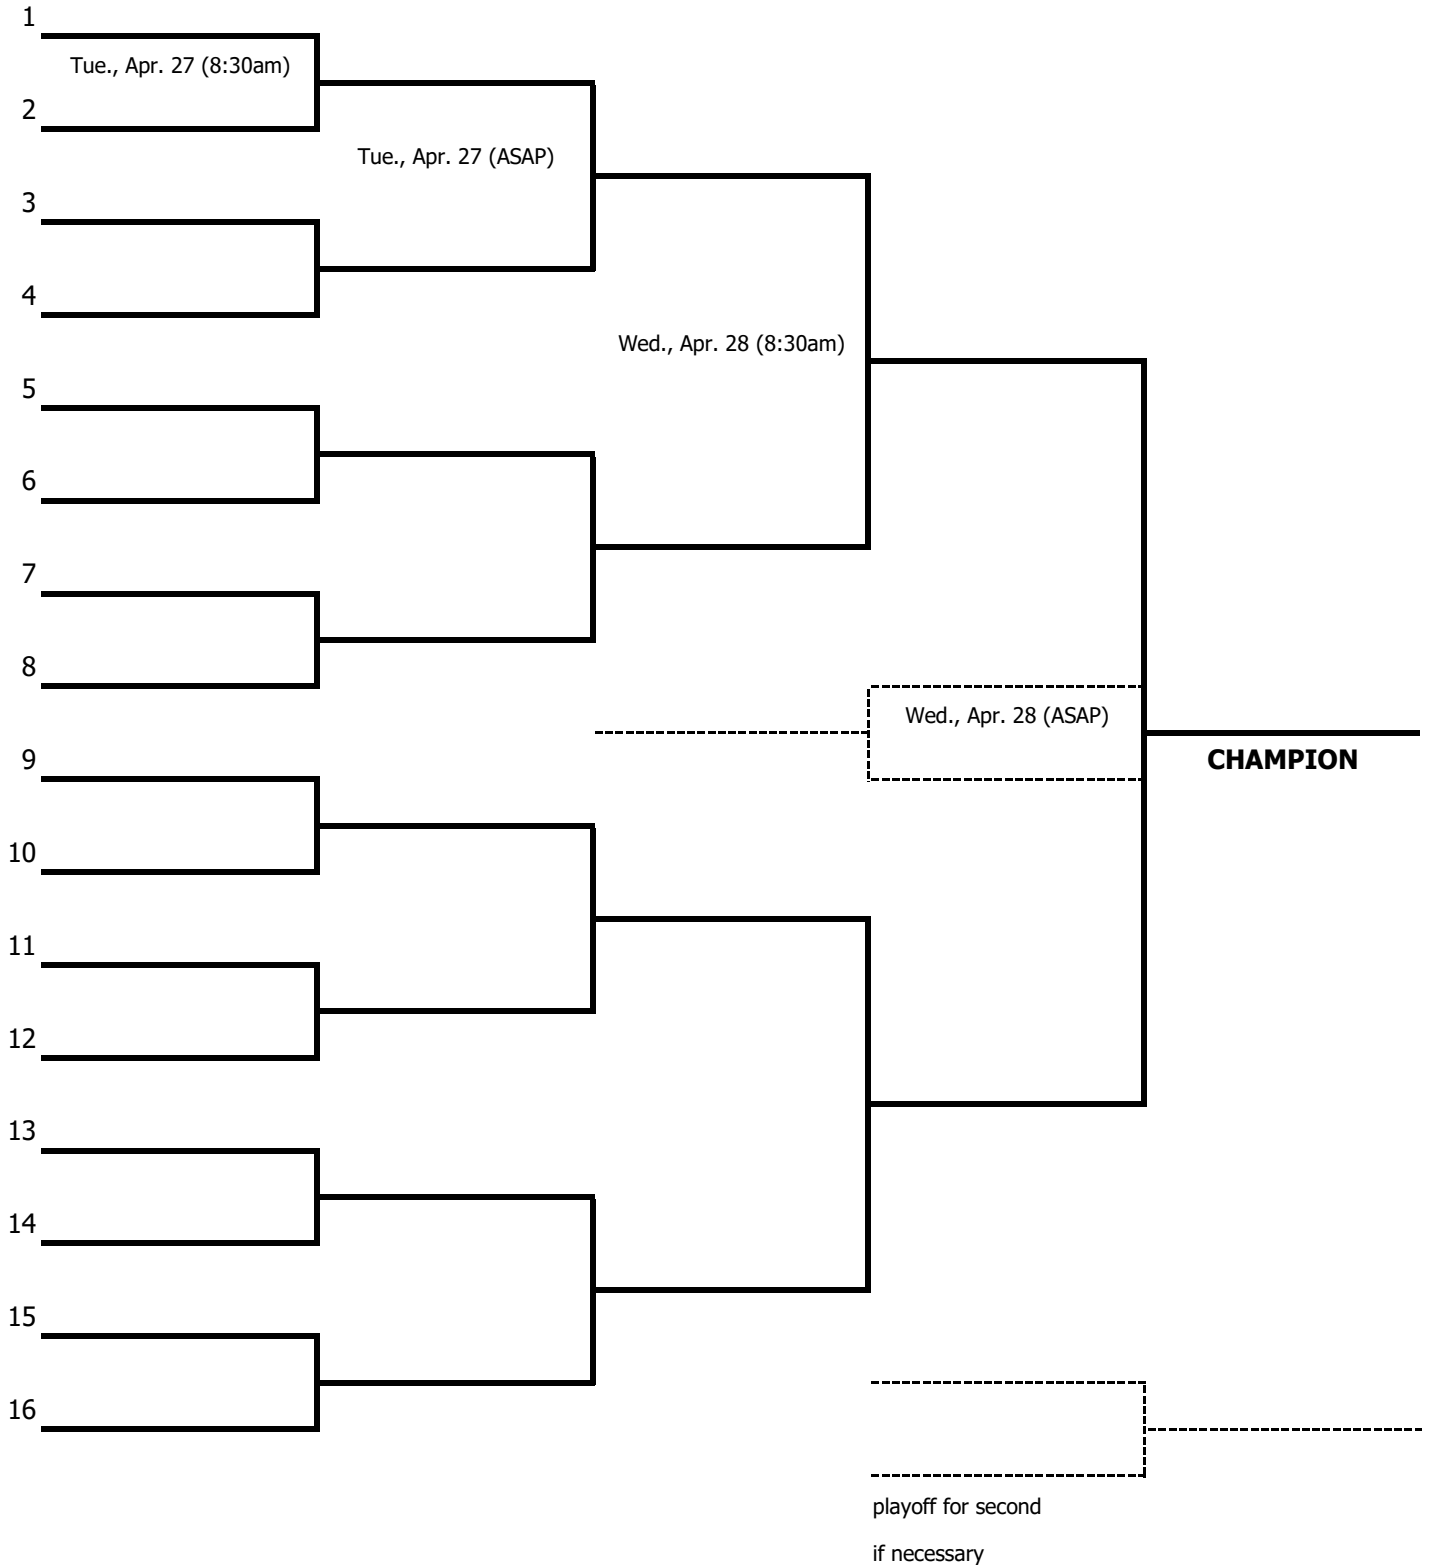 1
Tue., Apr. 27 (8:30am)
2
Tue., Apr. 27 (ASAP)
3
4
Wed., Apr. 28 (8:30am)
5
6
7
8
Wed., Apr. 28 (ASAP)
9
CHAMPION
10
11
12
13
14
15
16
playoff for second
if necessary